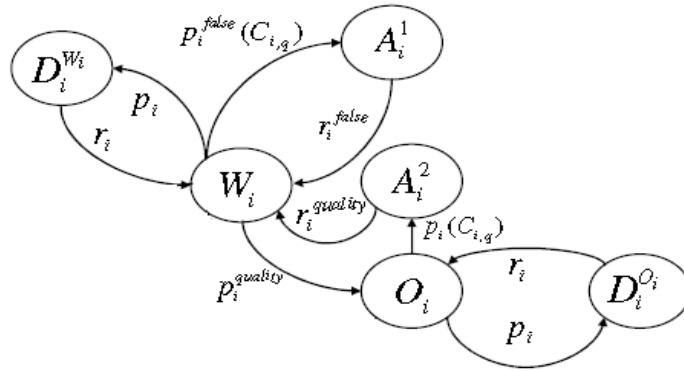 p_i^{false}(C_{i,q})
A_i^1
D_i^{W_i}
p_i
r_i
r_i^{false}
W_i
A_i^2
r_i^{quality}
p_i(C_{i,q})
p_i^{quality}
O_i
r_i
D_i^{O_i}
p_i